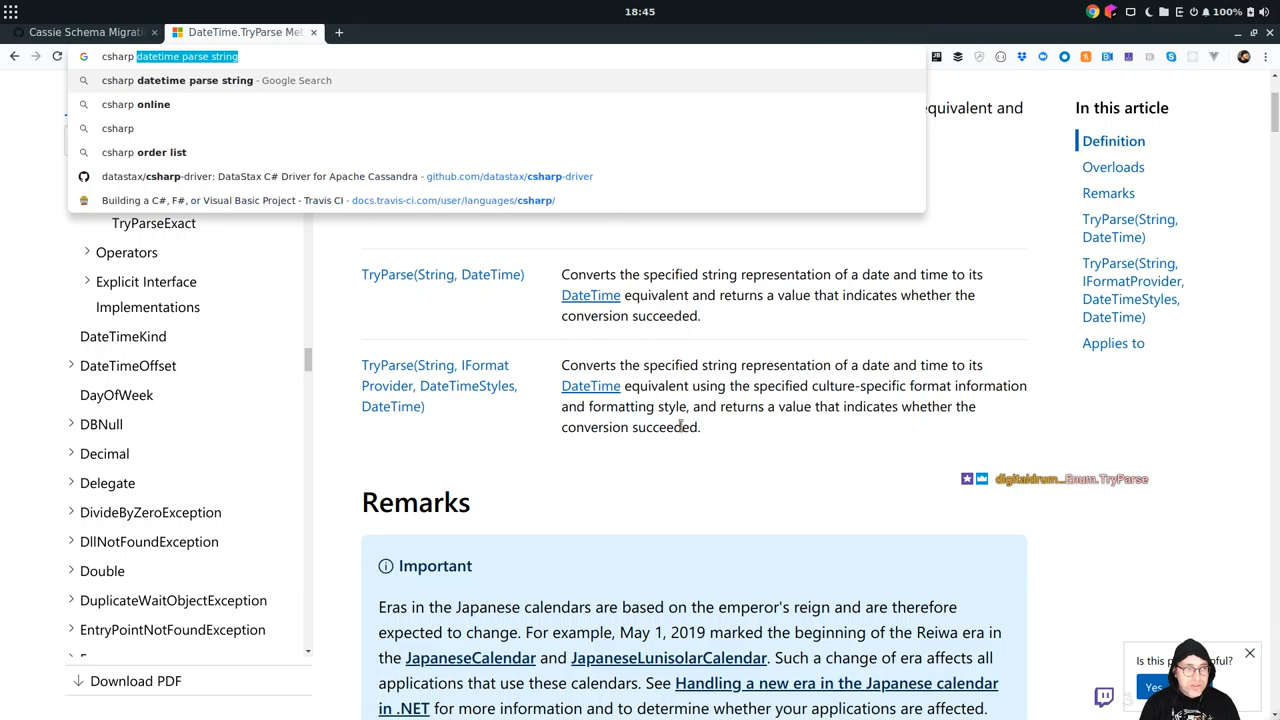 18:45
100%
Cassie Schema Migrati
DateTime.TryParse Met
csharp datetime parse string
csharp datetime parse string - Google Search
csharp online
csharp
csharp order list
datastax/csharp-driver: DataStax C# Driver for Apache Cassandra - github.com/datastax/csharp-driver
Building a C#, F#, or Visual Basic Project - Travis CI - docs.travis-ci.com/user/languages/csharp/
equivalent and
TryParseExact
Operators
Explicit Interface
Implementations
DateTimeKind
DateTimeOffset
DayOfWeek
DBNull
Decimal
Delegate
DivideByZeroException
DllNotFoundException
Double
DuplicateWaitObjectException
EntryPointNotFoundException
Download PDF
TryParse(String, DateTime)
Converts the specified string representation of a date and time to its
DateTime equivalent and returns a value that indicates whether the
conversion succeeded.
TryParse(String, IFormat
Provider, DateTimeStyles,
DateTime)
Converts the specified string representation of a date and time to its
DateTime equivalent using the specified culture-specific format information
and formatting style, and returns a value that indicates whether the
conversion succeeded.
Remarks
Important
Eras in the Japanese calendars are based on the emperor's reign and are therefore
expected to change. For example, May 1, 2019 marked the beginning of the Reiwa era in
the JapaneseCalendar and JapaneseLunisolarCalendar. Such a change of era affects all
applications that use these calendars. See Handling a new era in the Japanese calendar
in .NET for more information and to determine whether your applications are affected.
In this article
Definition
Overloads
Remarks
TryParse(String,
DateTime)
TryParse(String,
IFormatProvider,
DateTimeStyles,
DateTime)
Applies to
digitaldrum_ Enum.TryParse
Is this pa
pful?
Yes